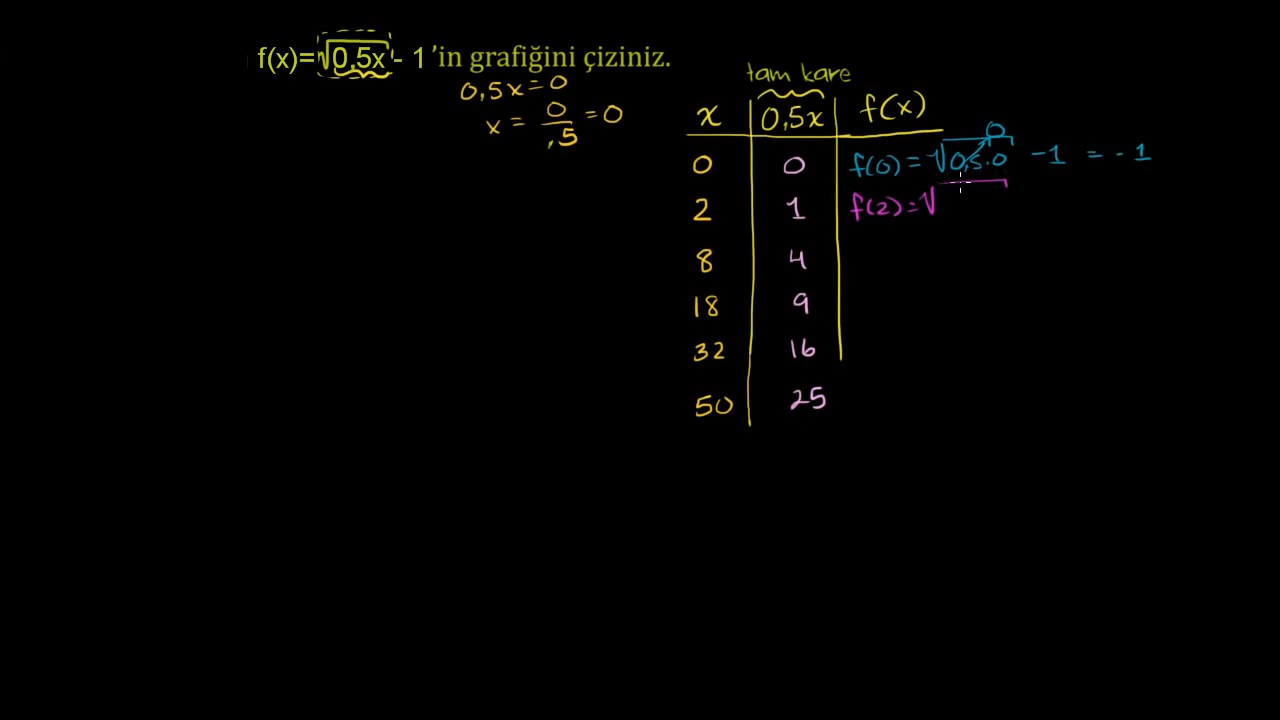 f(x)=√0,5x - 1 'in grafiğini çiziniz.
0,5x=0
x = 0/,5 =0
tam kare
x 0,5x f(x)
0
0 0 f(0) = √0,5.0 -1 = -1
2 1 f(2)=√
8 4
18 9
32 16
50 25